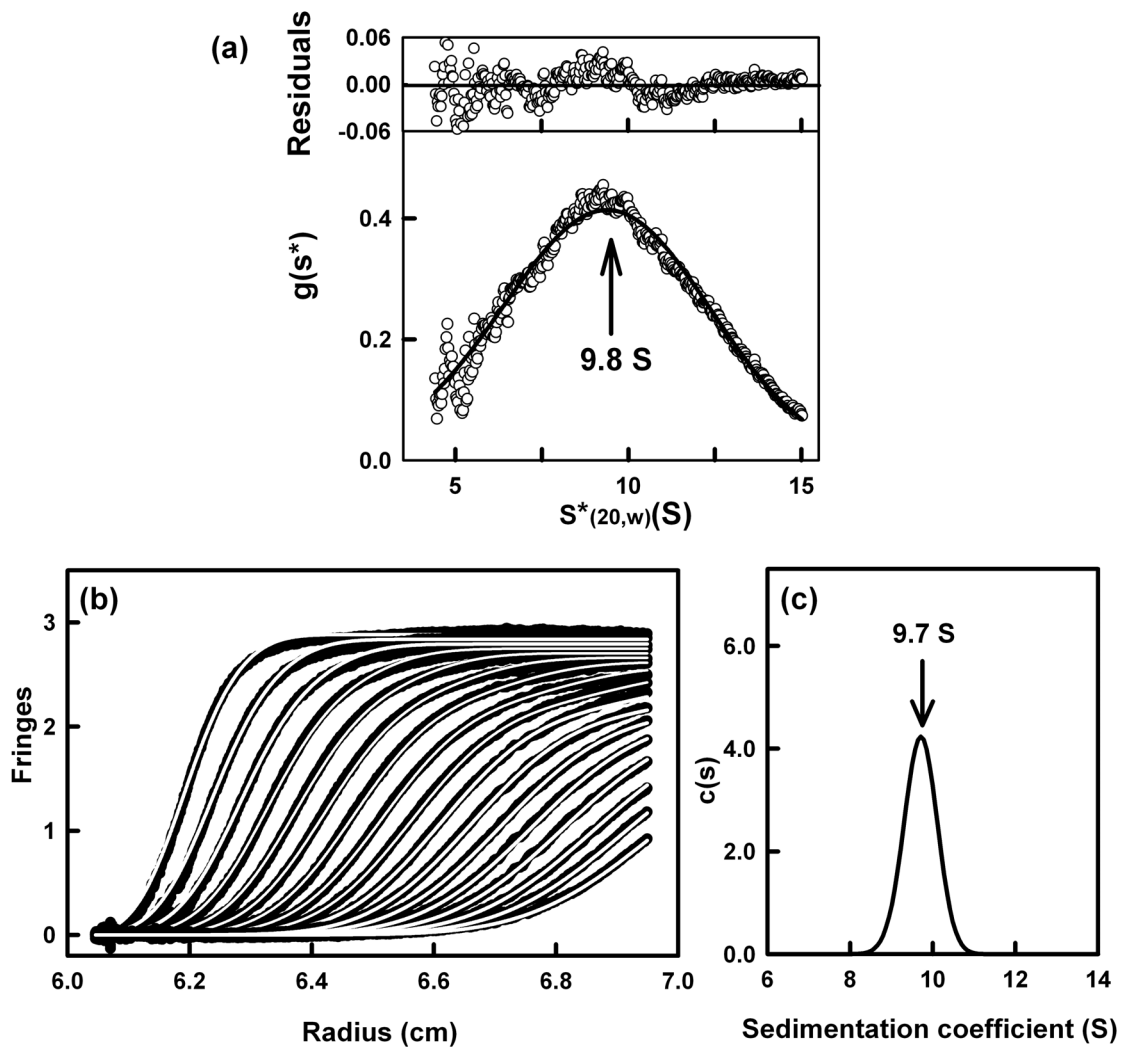 (a)
Residuals
0.06
0.00
-0.06
g(s*)
0.4
0.2
0.0
9.8 S
5 10 15
S*(20,w)(S)
(b)
Fringes
3
2
1
0
6.0 6.2 6.4 6.6 6.8 7.0
Radius (cm)
(c)
9.7 S
c(s)
6.0
4.0
2.0
0.0
6 8 10 12 14
Sedimentation coefficient (S)